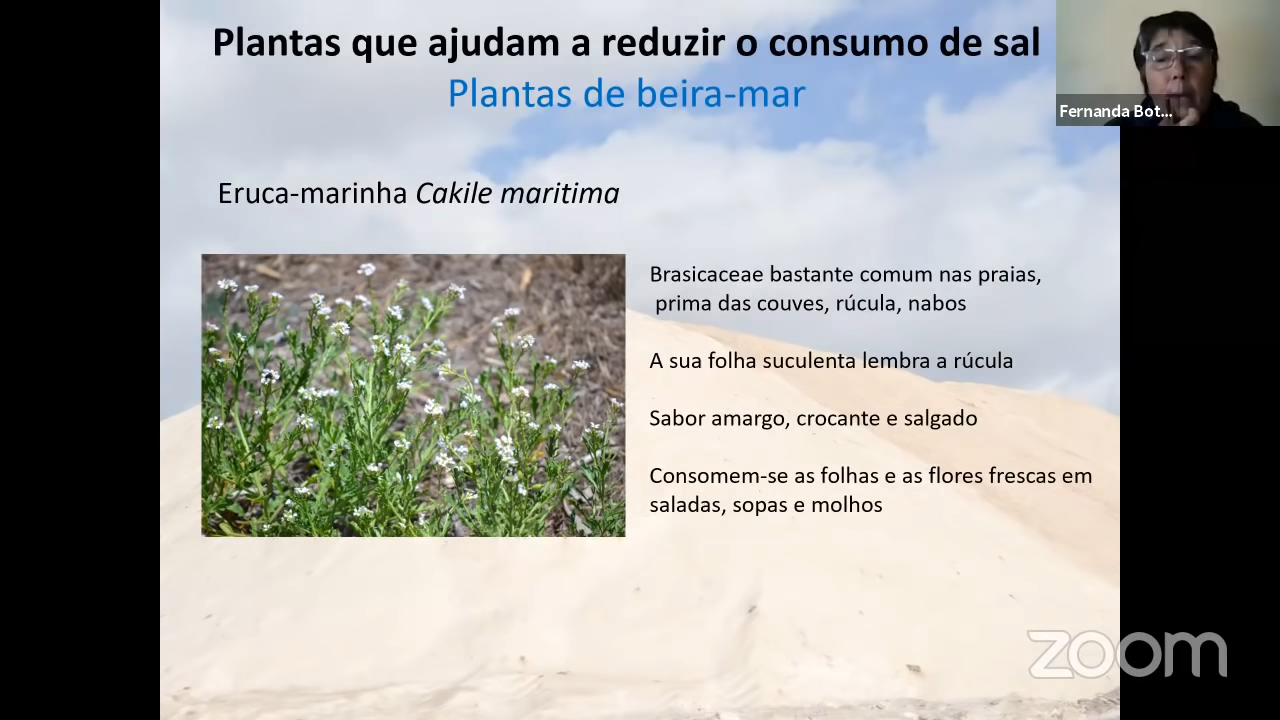 Plantas que ajudam a reduzir o consumo de sal
Plantas de beira-mar
Fernanda Bot...
Eruca-marinha Cakile maritima
Brasicaceae bastante comum nas praias,
prima das couves, rúcula, nabos
A sua folha suculenta lembra a rúcula
Sabor amargo, crocante e salgado
Consomem-se as folhas e as flores frescas em
saladas, sopas e molhos
zoom